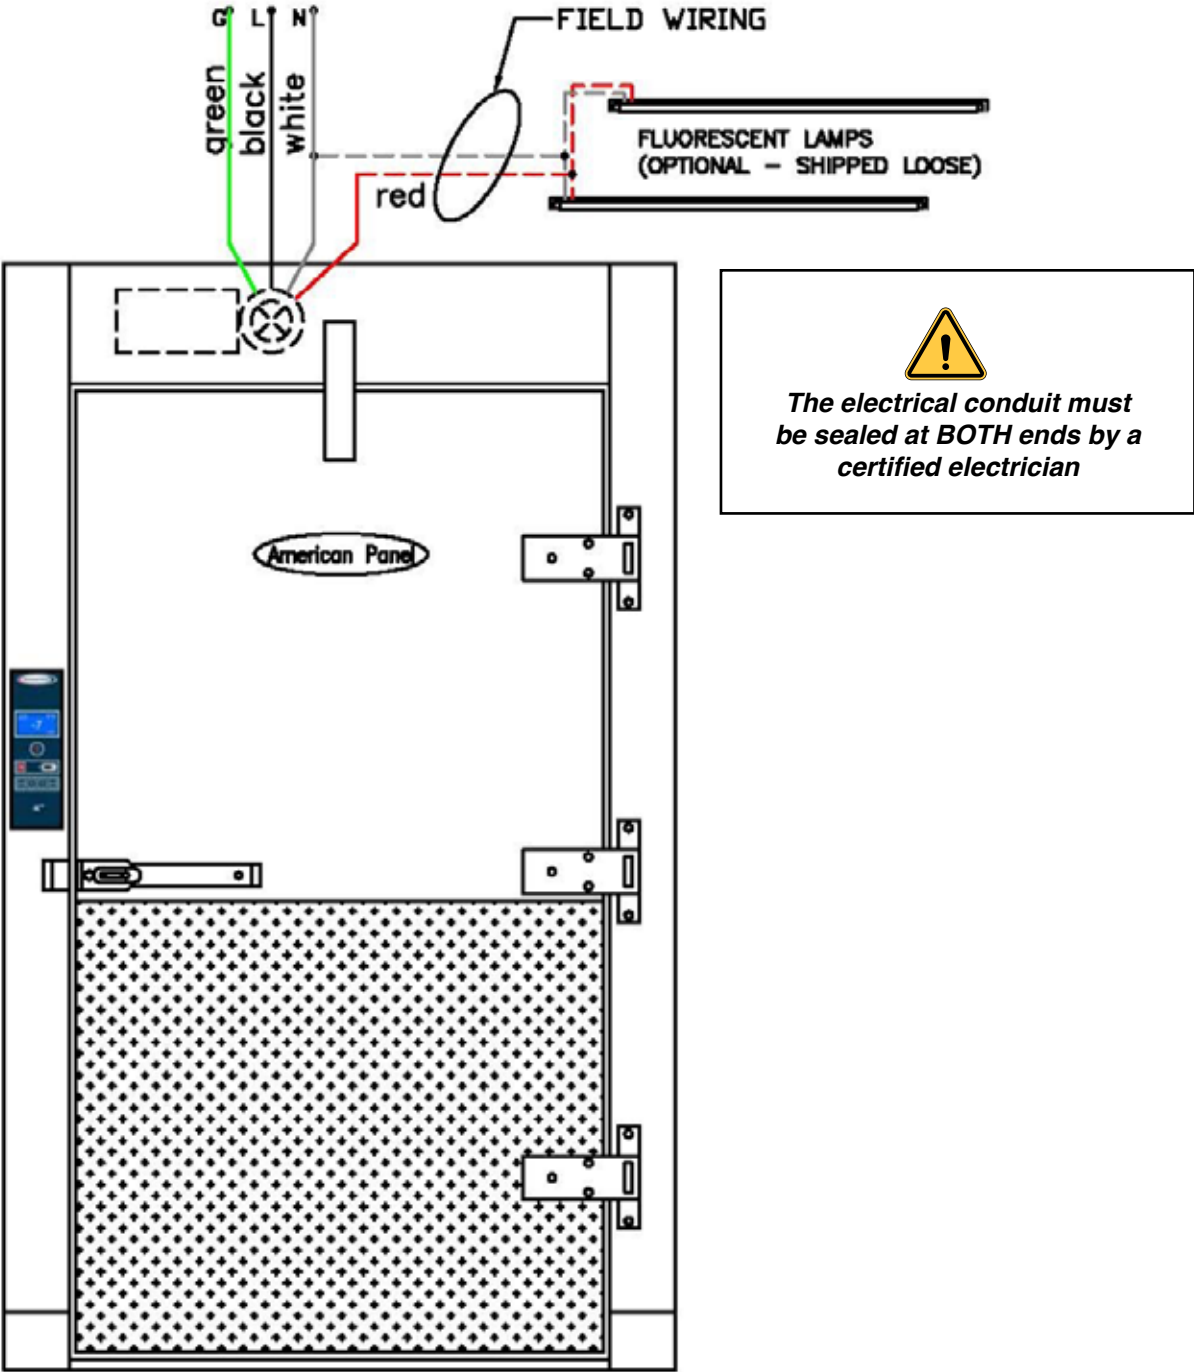 G L N
FIELD WIRING
green
black
white
red
FLUORESCENT LAMPS
(OPTIONAL - SHIPPED LOOSE)
The electrical conduit must
be sealed at BOTH ends by a
certified electrician
American Panel
-7